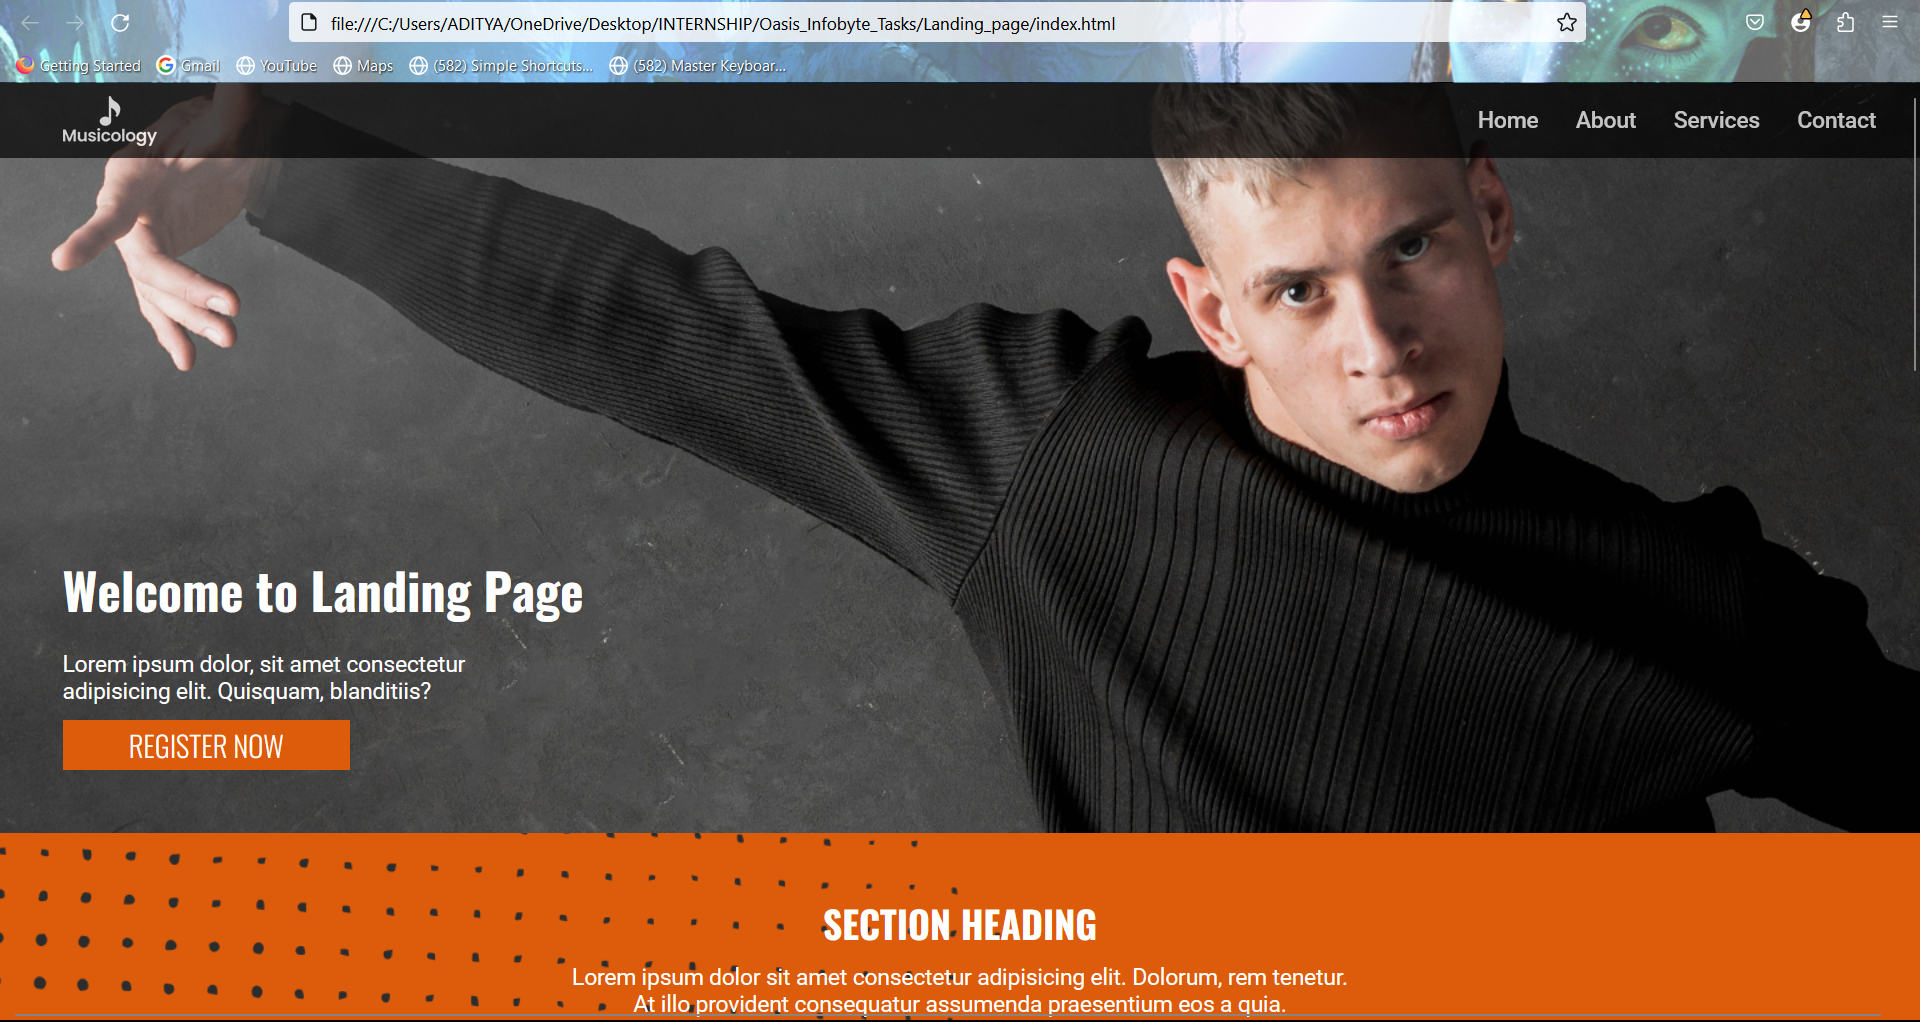 file:///C:/Users/ADITYA/OneDrive/Desktop/INTERNSHIP/Oasis_Infobyte_Tasks/Landing_page/index.html
Getting Started Gmail YouTube Maps (582) Simple Shortcuts... (582) Master Keyboar...
Musicology
Home About Services Contact
Welcome to Landing Page
Lorem ipsum dolor, sit amet consectetur
adipisicing elit. Quisquam, blanditiis?
REGISTER NOW
SECTION HEADING
Lorem ipsum dolor sit amet consectetur adipisicing elit. Dolorum, rem tenetur.
At illo provident consequatur assumenda praesentium eos a quia.